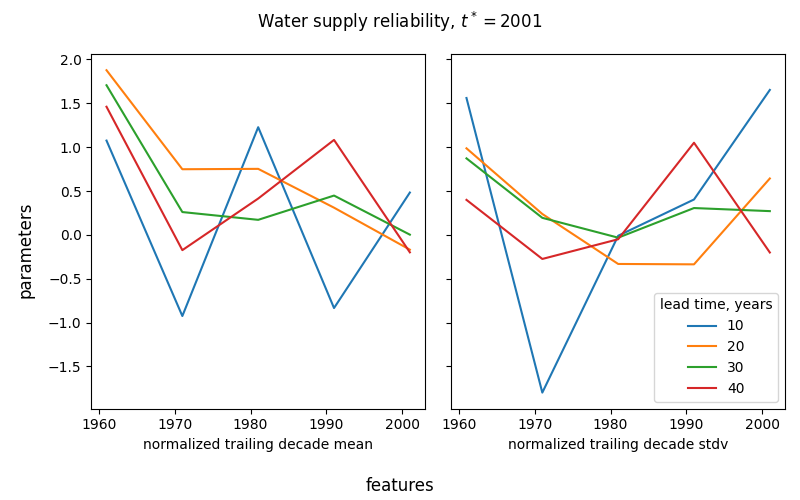 Water supply reliability, t* = 2001
parameters
2.0
1.5
1.0
0.5
0.0
−0.5
−1.0
−1.5
1960 1970 1980 1990 2000
normalized trailing decade mean
lead time, years
10
20
30
40
1960 1970 1980 1990 2000
normalized trailing decade stdv
features